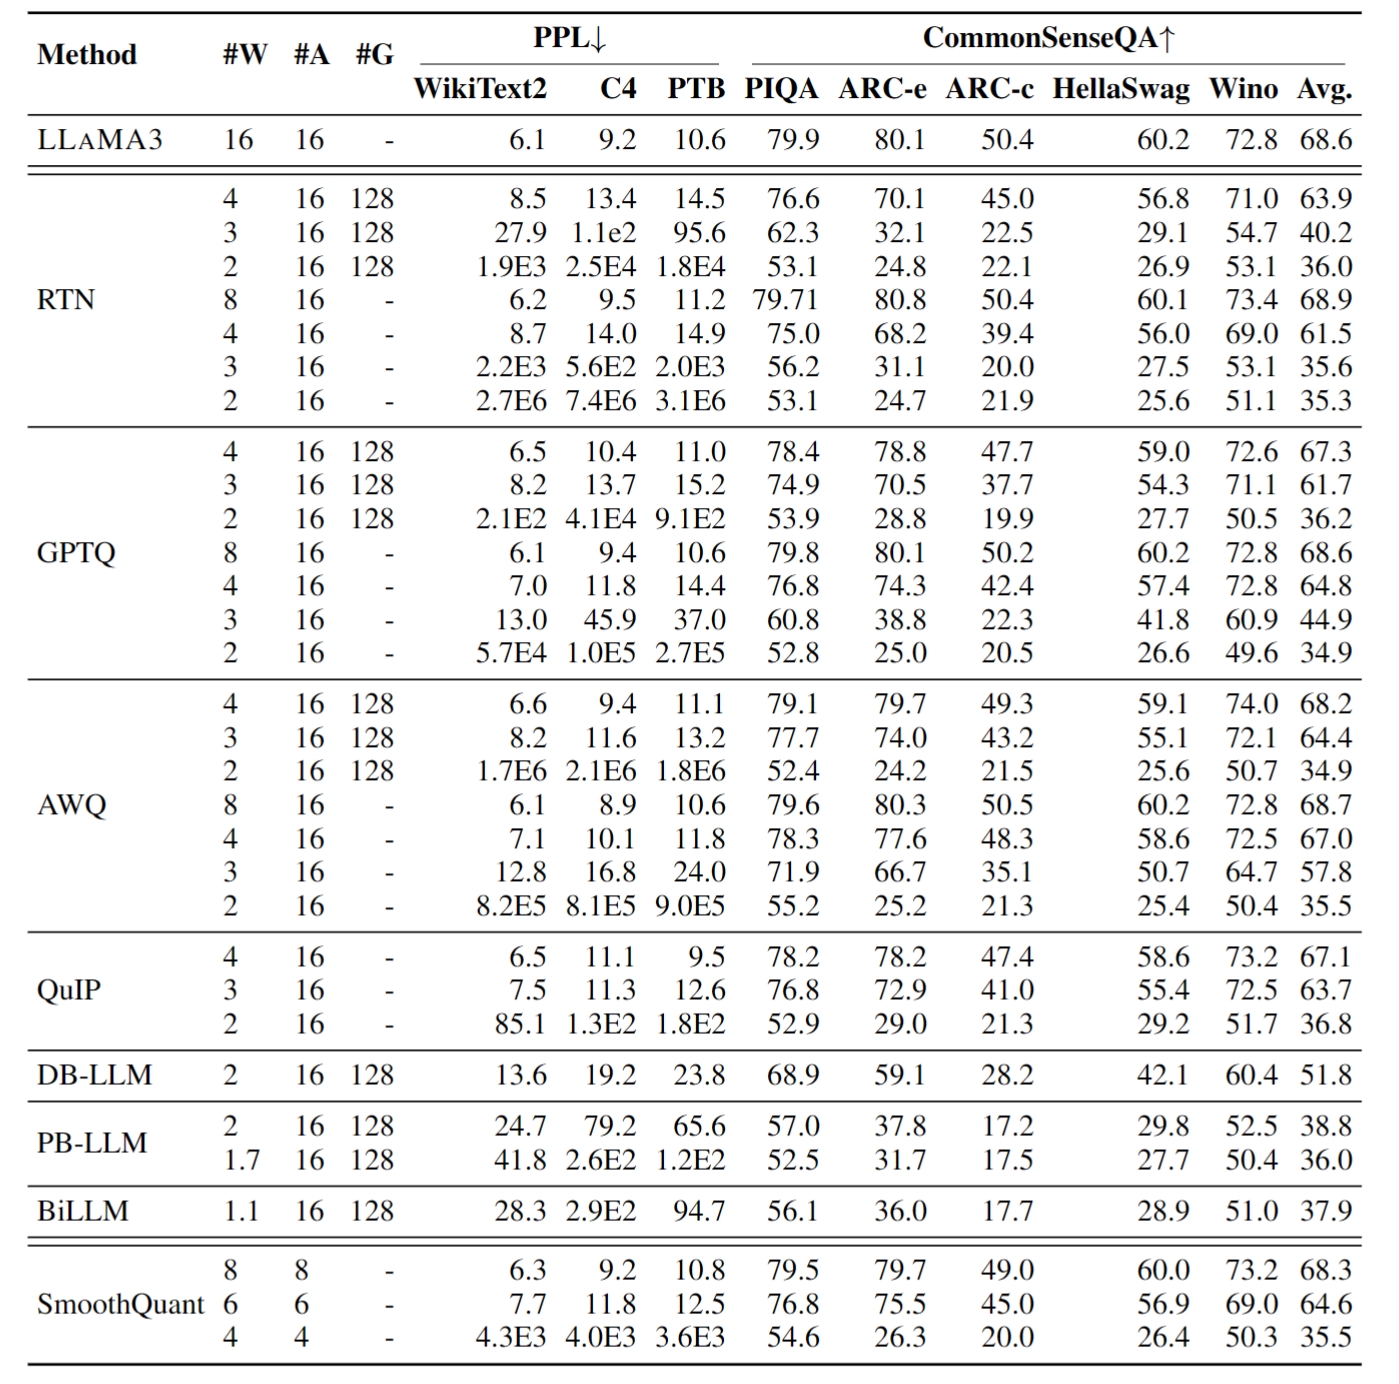 Method #W #A #G PPL↓ CommonSenseQA↑
WikiText2 C4 PTB PIQA ARC-e ARC-c HellaSwag Wino Avg.
LLAMA3 16 16 - 6.1 9.2 10.6 79.9 80.1 50.4 60.2 72.8 68.6
4 16 128 8.5 13.4 14.5 76.6 70.1 45.0 56.8 71.0 63.9
3 16 128 27.9 1.1e2 95.6 62.3 32.1 22.5 29.1 54.7 40.2
2 16 128 1.9E3 2.5E4 1.8E4 53.1 24.8 22.1 26.9 53.1 36.0
RTN 8 16 - 6.2 9.5 11.2 79.71 80.8 50.4 60.1 73.4 68.9
4 16 - 8.7 14.0 14.9 75.0 68.2 39.4 56.0 69.0 61.5
3 16 - 2.2E3 5.6E2 2.0E3 56.2 31.1 20.0 27.5 53.1 35.6
2 16 - 2.7E6 7.4E6 3.1E6 53.1 24.7 21.9 25.6 51.1 35.3
4 16 128 6.5 10.4 11.0 78.4 78.8 47.7 59.0 72.6 67.3
3 16 128 8.2 13.7 15.2 74.9 70.5 37.7 54.3 71.1 61.7
2 16 128 2.1E2 4.1E4 9.1E2 53.9 28.8 19.9 27.7 50.5 36.2
GPTQ 8 16 - 6.1 9.4 10.6 79.8 80.1 50.2 60.2 72.8 68.6
4 16 - 7.0 11.8 14.4 76.8 74.3 42.4 57.4 72.8 64.8
3 16 - 13.0 45.9 37.0 60.8 38.8 22.3 41.8 60.9 44.9
2 16 - 5.7E4 1.0E5 2.7E5 52.8 25.0 20.5 26.6 49.6 34.9
4 16 128 6.6 9.4 11.1 79.1 79.7 49.3 59.1 74.0 68.2
3 16 128 8.2 11.6 13.2 77.7 74.0 43.2 55.1 72.1 64.4
2 16 128 1.7E6 2.1E6 1.8E6 52.4 24.2 21.5 25.6 50.7 34.9
AWQ 8 16 - 6.1 8.9 10.6 79.6 80.3 50.5 60.2 72.8 68.7
4 16 - 7.1 10.1 11.8 78.3 77.6 48.3 58.6 72.5 67.0
3 16 - 12.8 16.8 24.0 71.9 66.7 35.1 50.7 64.7 57.8
2 16 - 8.2E5 8.1E5 9.0E5 55.2 25.2 21.3 25.4 50.4 35.5
4 16 - 6.5 11.1 9.5 78.2 78.2 47.4 58.6 73.2 67.1
QuIP 3 16 - 7.5 11.3 12.6 76.8 72.9 41.0 55.4 72.5 63.7
2 16 - 85.1 1.3E2 1.8E2 52.9 29.0 21.3 29.2 51.7 36.8
DB-LLM 2 16 128 13.6 19.2 23.8 68.9 59.1 28.2 42.1 60.4 51.8
PB-LLM 2 16 128 24.7 79.2 65.6 57.0 37.8 17.2 29.8 52.5 38.8
1.7 16 128 41.8 2.6E2 1.2E2 52.5 31.7 17.5 27.7 50.4 36.0
BiLLM 1.1 16 128 28.3 2.9E2 94.7 56.1 36.0 17.7 28.9 51.0 37.9
8 8 - 6.3 9.2 10.8 79.5 79.7 49.0 60.0 73.2 68.3
SmoothQuant 6 6 - 7.7 11.8 12.5 76.8 75.5 45.0 56.9 69.0 64.6
4 4 - 4.3E3 4.0E3 3.6E3 54.6 26.3 20.0 26.4 50.3 35.5